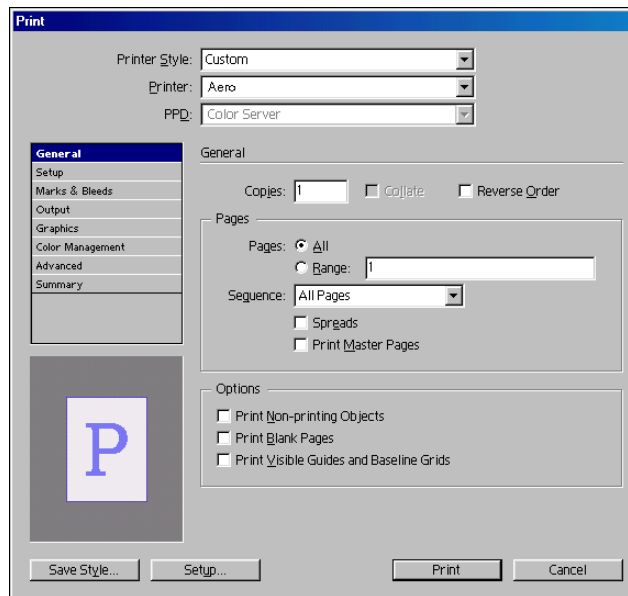 Print
Printer Style: Custom
Printer: Aero
PPD: Color Server
General
Setup
Marks & Bleeds
Output
Graphics
Color Management
Advanced
Summary
General
Copies: 1 Collate Reverse Order
Pages
Pages: All
Range: 1
Sequence: All Pages
Spreads
Print Master Pages
P
Options
Print Non-printing Objects
Print Blank Pages
Print Visible Guides and Baseline Grids
Save Style... Setup... Print Cancel